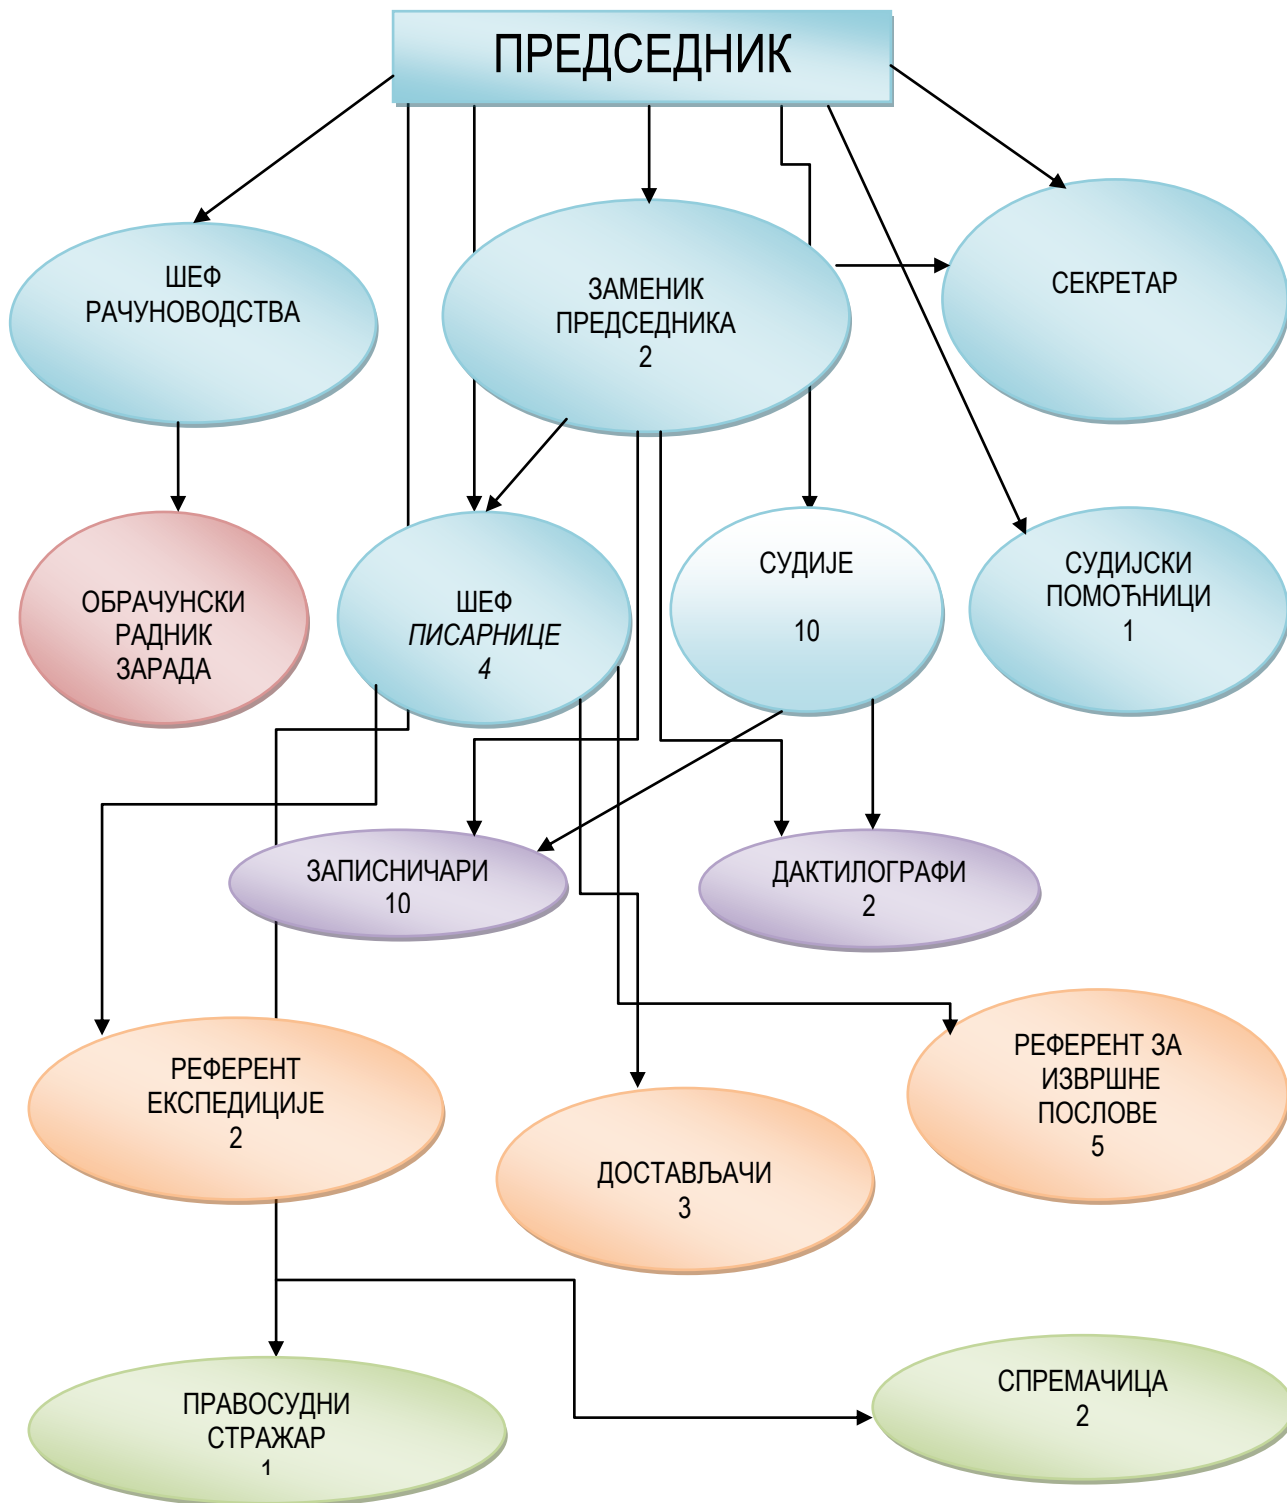 ПРЕДСЕДНИК
ШЕФ
РАЧУНОВОДСТВА
ЗАМЕНИК
ПРЕДСЕДНИКА
2
СЕКРЕТАР
ОБРАЧУНСКИ
РАДНИК
ЗАРАДА
ШЕФ
ПИСАРНИЦЕ
4
СУДИЈЕ
10
СУДИЈСКИ
ПОМОЋНИЦИ
1
ЗАПИСНИЧАРИ
10
ДАКТИЛОГРАФИ
2
РЕФЕРЕНТ
ЕКСПЕДИЦИЈЕ
2
ДОСТАВЉАЧИ
3
РЕФЕРЕНТ ЗА
ИЗВРШНЕ
ПОСЛОВЕ
5
ПРАВОСУДНИ
СТРАЖАР
1
СПРЕМАЧИЦА
2